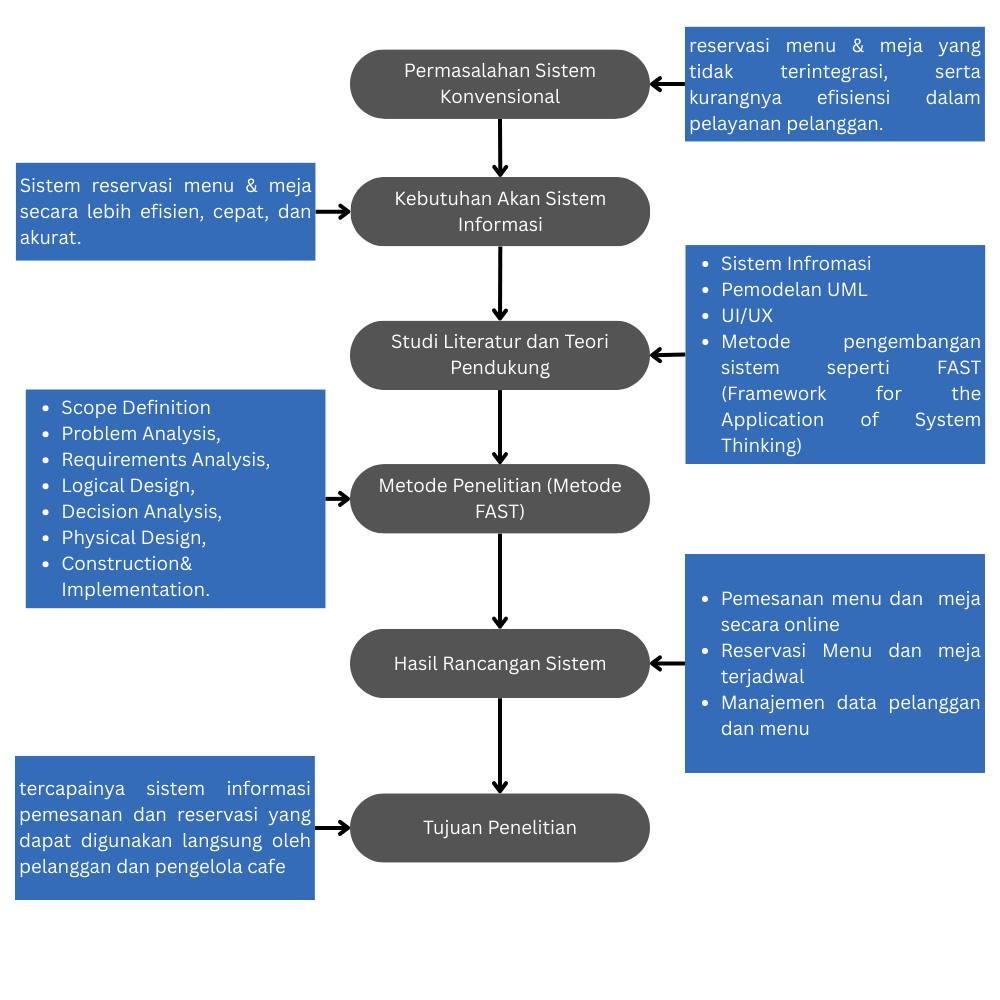 Permasalahan Sistem
Konvensional
reservasi menu & meja yang
tidak terintegrasi, serta
kurangnya efisiensi dalam
pelayanan pelanggan.
Sistem reservasi menu & meja
secara lebih efisien, cepat, dan
akurat.
Kebutuhan Akan Sistem
Informasi
Studi Literatur dan Teori
Pendukung
• Sistem Infromasi
• Pemodelan UML
• UI/UX
• Metode pengembangan
sistem seperti FAST
(Framework for the
Application of System
Thinking)
• Scope Definition
• Problem Analysis,
• Requirements Analysis,
• Logical Design,
• Decision Analysis,
• Physical Design,
• Construction&
Implementation.
Metode Penelitian (Metode
FAST)
Hasil Rancangan Sistem
• Pemesanan menu dan meja
secara online
• Reservasi Menu dan meja
terjadwal
• Manajemen data pelanggan
dan menu
tercapainya sistem informasi
pemesanan dan reservasi yang
dapat digunakan langsung oleh
pelanggan dan pengelola cafe
Tujuan Penelitian